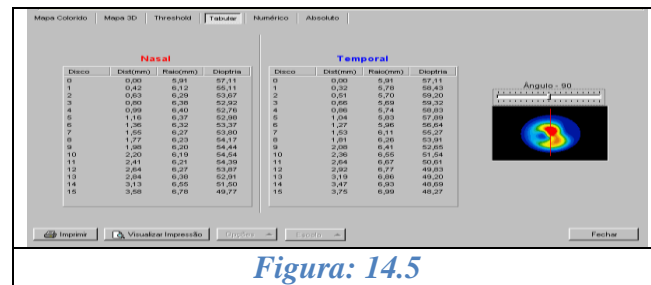 Mapa Colorido Mapa 3D Threshold Tabular Numérico Absoluto
Nasal Temporal
Disco Dist(mm) Raio(mm) Dioptria Disco Dist(mm) Raio(mm) Dioptria
0 0,00 5,91 57,11 0 0,00 5,91 57,11
1 0,42 6,12 55,11 1 0,32 5,78 58,43
2 0,63 6,29 53,67 2 0,51 5,70 59,20
3 0,80 6,38 52,92 3 0,66 5,69 59,32
4 0,99 6,40 52,76 4 0,86 5,74 58,83
5 1,16 6,37 52,98 5 1,04 5,83 57,89
6 1,36 6,32 53,37 6 1,27 5,96 56,64
7 1,55 6,27 53,80 7 1,53 6,11 55,27
8 1,77 6,23 54,17 8 1,81 6,26 53,91
9 1,98 6,20 54,44 9 2,08 6,41 52,65
10 2,20 6,19 54,54 10 2,36 6,55 51,54
11 2,41 6,21 54,39 11 2,64 6,67 50,61
12 2,64 6,27 53,87 12 2,92 6,77 49,83
13 2,84 6,38 52,91 13 3,19 6,86 49,20
14 3,13 6,55 51,50 14 3,47 6,93 48,69
15 3,58 6,78 49,77 15 3,75 6,99 48,27
Ângulo - 90
Imprimir Visualizar Impressão Opções Escala Fechar
Figura: 14.5